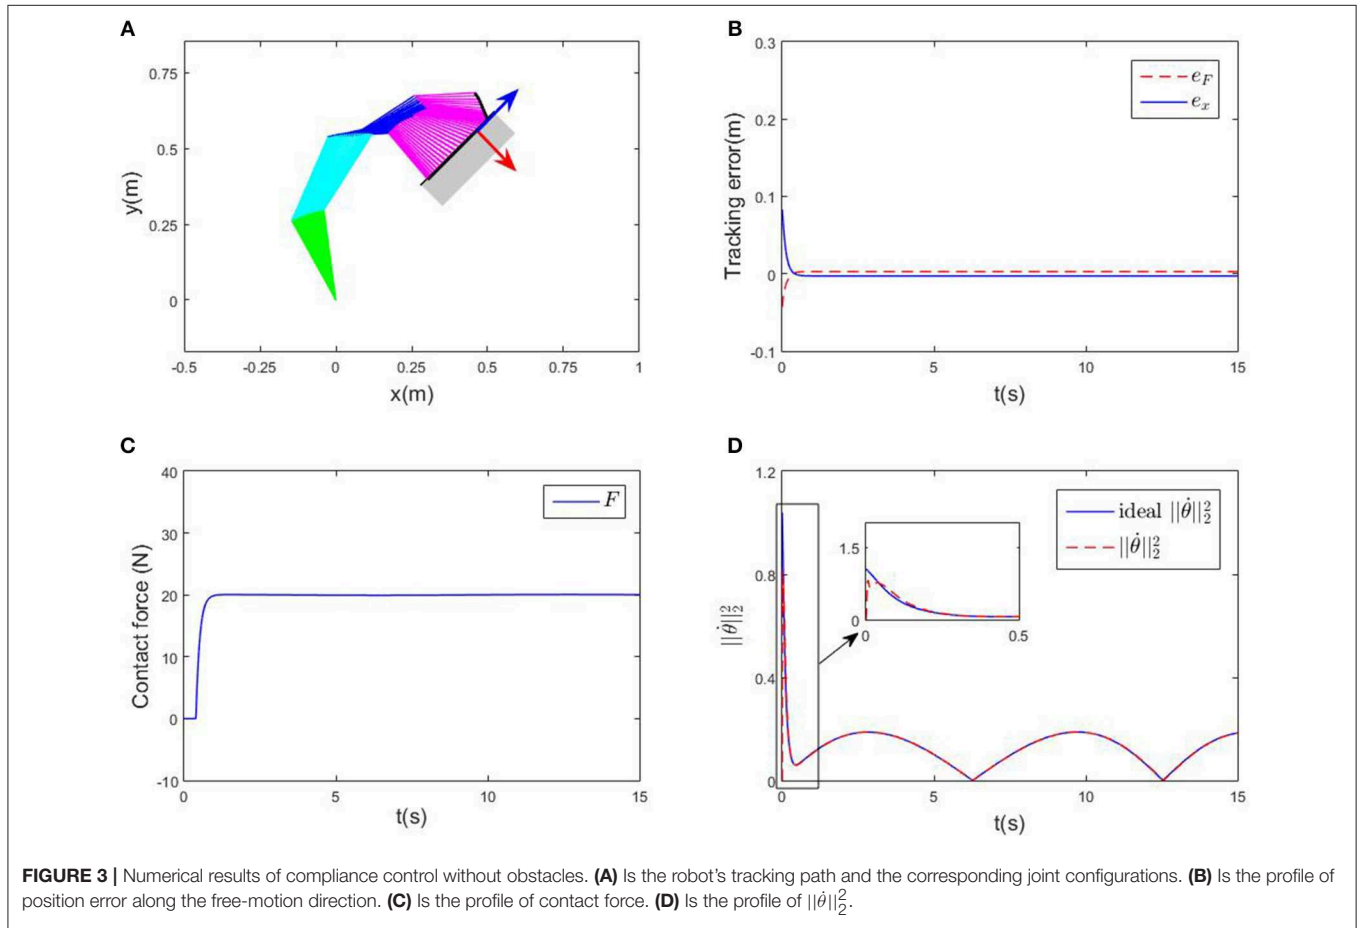 A
0.75
0.5
0.25
0
y(m)
-0.5 -0.25 0 0.25 0.5 0.75 1
x(m)
B
0.3
0.2
0.1
0
-0.1
Tracking error(m)
e_F
e_x
0 5 10 15
t(s)
C
40
30
20
10
0
-10
Contact force (N)
F
0 5 10 15
t(s)
D
1.2
0.8
0.4
0
||θ̇||₂²
ideal ||θ̇||₂²
||θ̇||₂²
1.5
0
0 0.5
0 5 10 15
t(s)
FIGURE 3 | Numerical results of compliance control without obstacles. (A) Is the robot's tracking path and the corresponding joint configurations. (B) Is the profile of
position error along the free-motion direction. (C) Is the profile of contact force. (D) Is the profile of ||θ̇||₂².